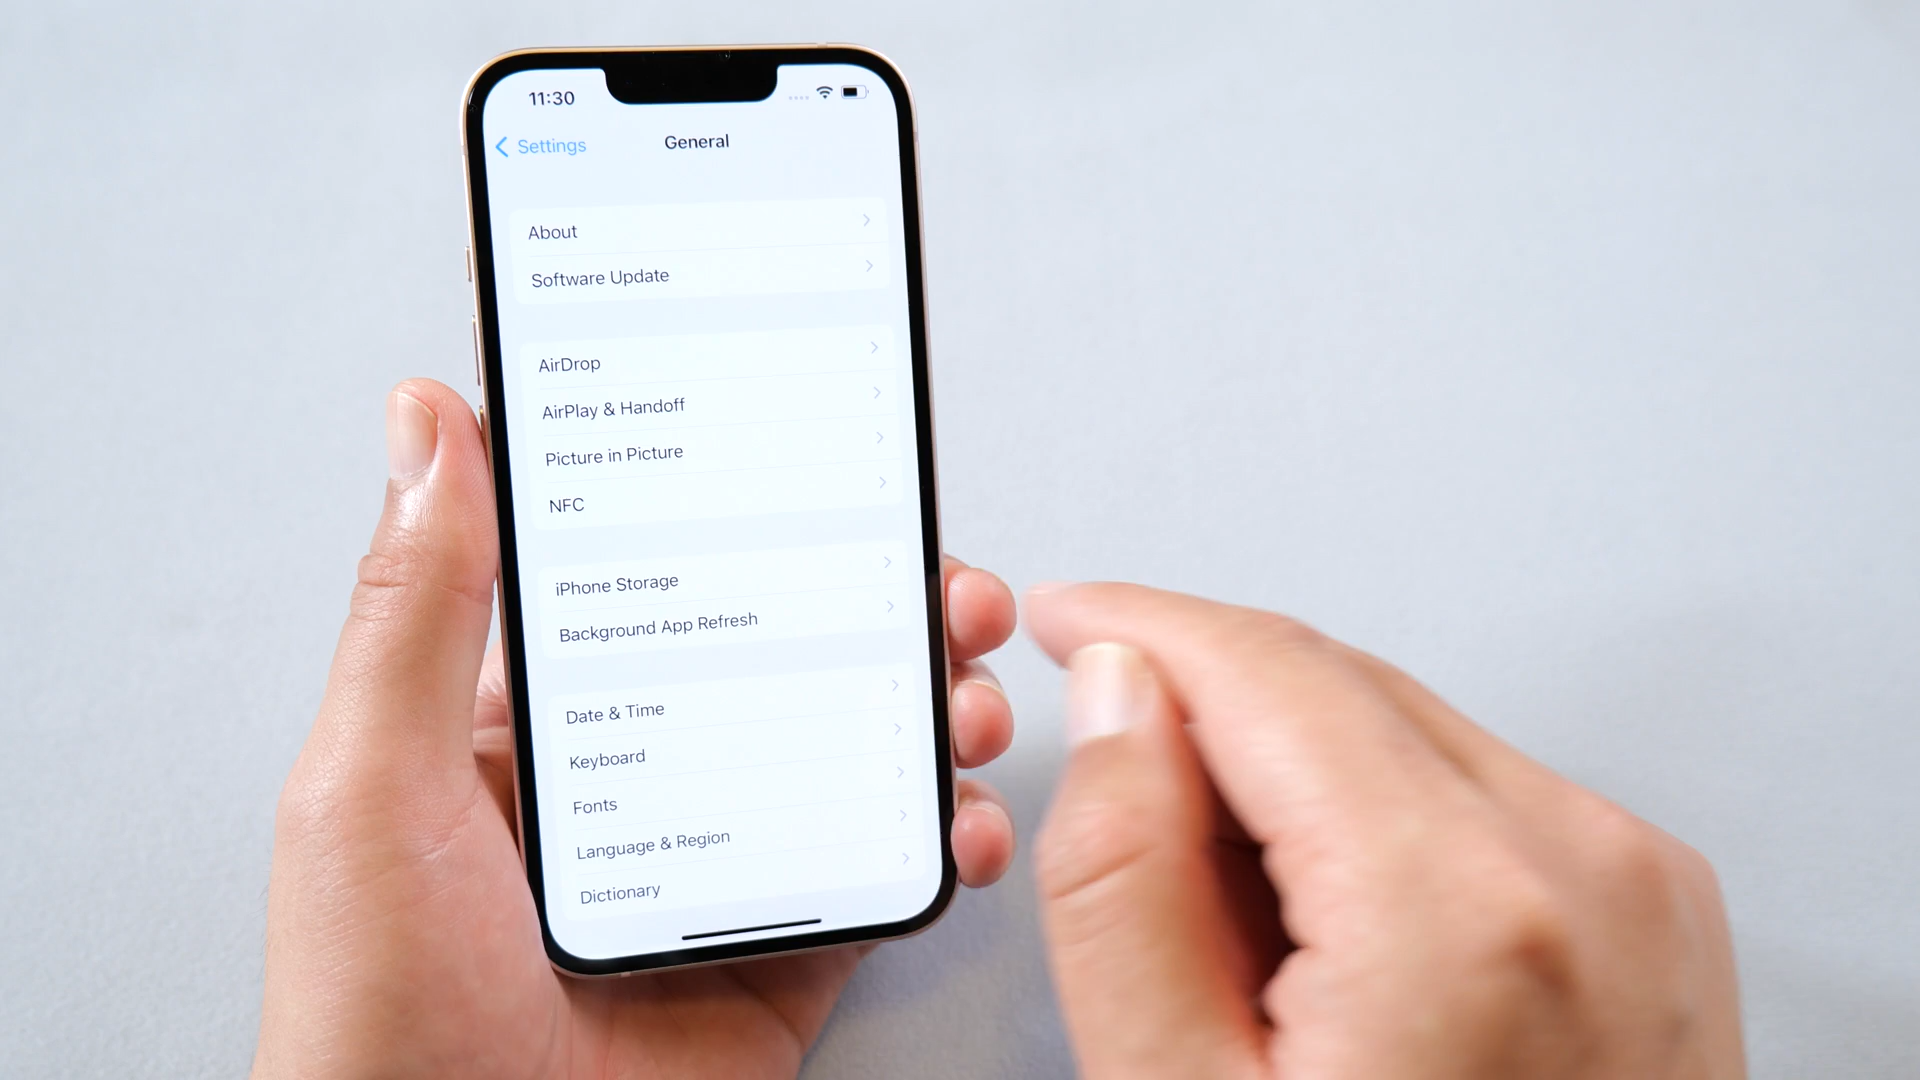 11:30
Settings
General
About
Software Update
AirDrop
AirPlay & Handoff
Picture in Picture
NFC
iPhone Storage
Background App Refresh
Date & Time
Keyboard
Fonts
Language & Region
Dictionary